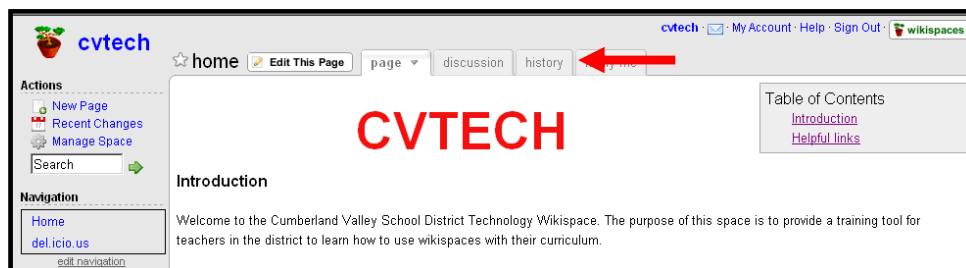 cvtech · My Account · Help · Sign Out · wikispaces
cvtech
home Edit This Page page discussion history
Actions
New Page
Recent Changes
Manage Space
Search
Navigation
Home
del.icio.us
edit navigation
CVTECH
Table of Contents
Introduction
Helpful links
Introduction
Welcome to the Cumberland Valley School District Technology Wikispace. The purpose of this space is to provide a training tool for
teachers in the district to learn how to use wikispaces with their curriculum.